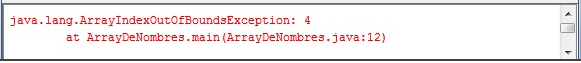 java.lang.ArrayIndexOutOfBoundsException: 4
at ArrayDeNombres.main(ArrayDeNombres.java:12)